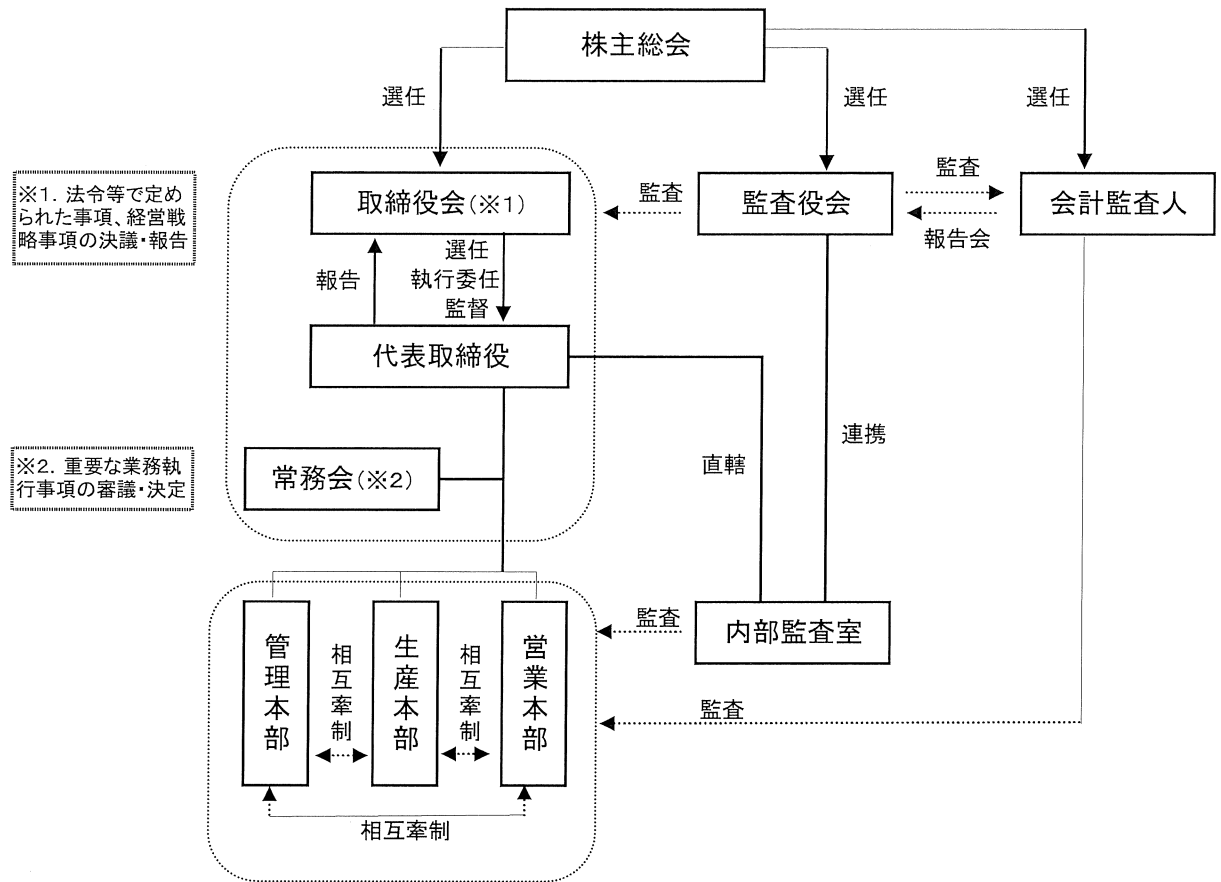 株主総会
選任
選任
選任
※1. 法令等で定め
られた事項、経営戦
略事項の決議・報告
取締役会(※1)
監査
監査役会
監査
報告会
会計監査人
報告
選任
執行委任
監督
代表取締役
※2. 重要な業務執
行事項の審議・決定
常務会(※2)
直轄
連携
管理本部
相互牽制
生産本部
相互牽制
営業本部
監査
内部監査室
監査
相互牽制